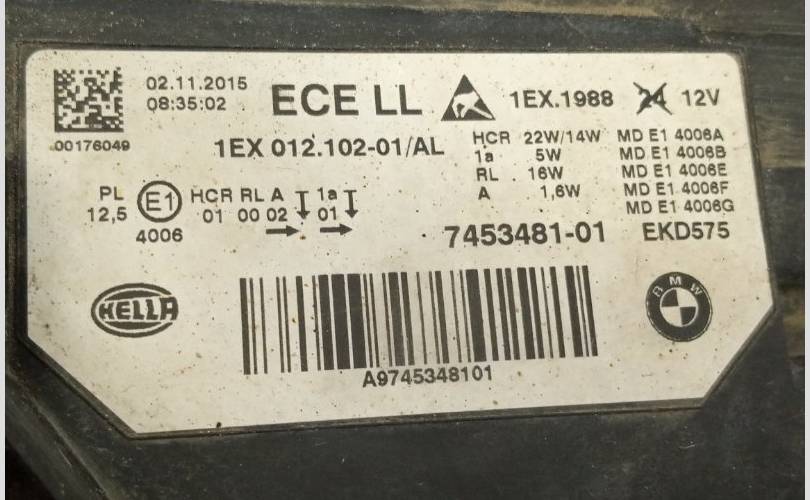 02.11.2015
08:35:02
00176049
ECE LL
1EX.1988 24 12V
1EX 012.102-01/AL
HCR 22W/14W MD E1 4006A
1a 5W MD E1 4006B
RL . 16W MD E1 4006E
A 1,6W MD E1 4006F
MD E1 4006G
PL
12,5
E1
HCR RL A 1a
01 00 02 01
4006
7453481-01 EKD575
HELLA
BMW
A9745348101